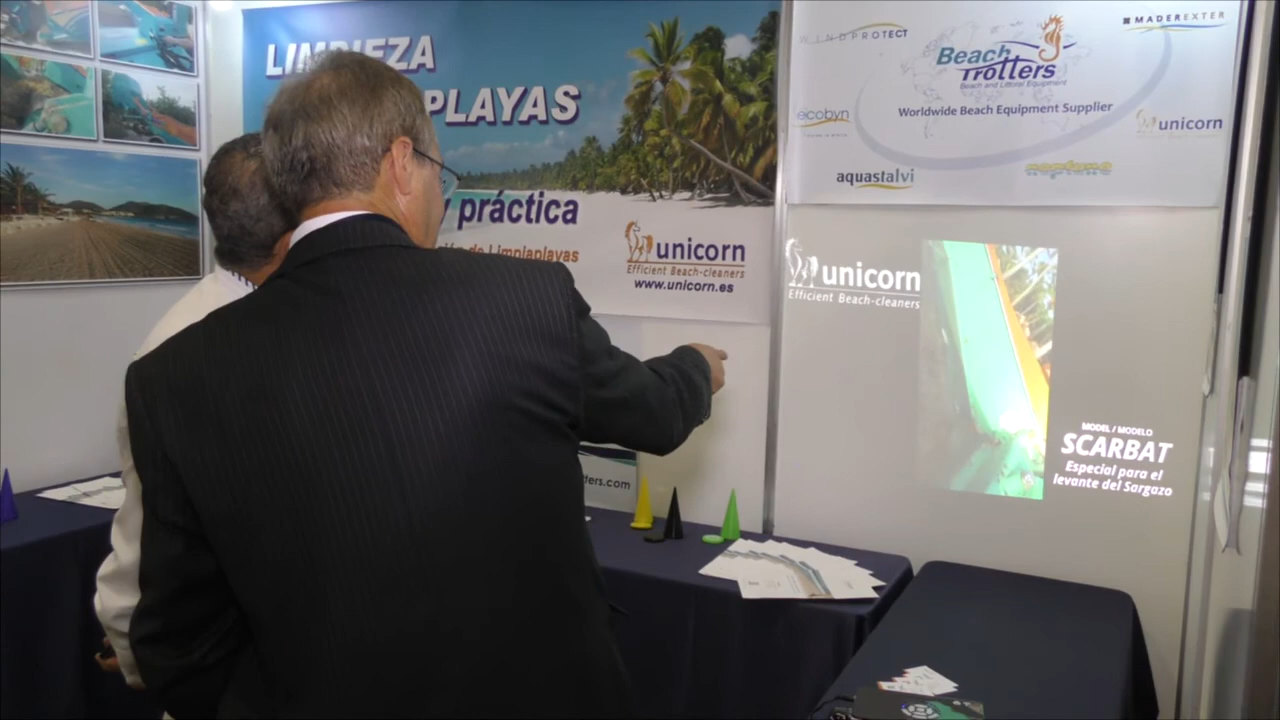 LIMPIEZA
PLAYAS
y práctica
de Limpiaplayas
unicorn
Efficient Beach-cleaners
www.unicorn.es
WINDPROTECT
MADEREXTER
Beach
Trotters
Beach and Littoral Equipment
Worldwide Beach Equipment Supplier
ecobyn
unicorn
aquastalvi
neptuno
unicorn
Efficient Beach-cleaners
MODEL / MODELO
SCARBAT
Especial para el
levante del Sargazo
ters.com